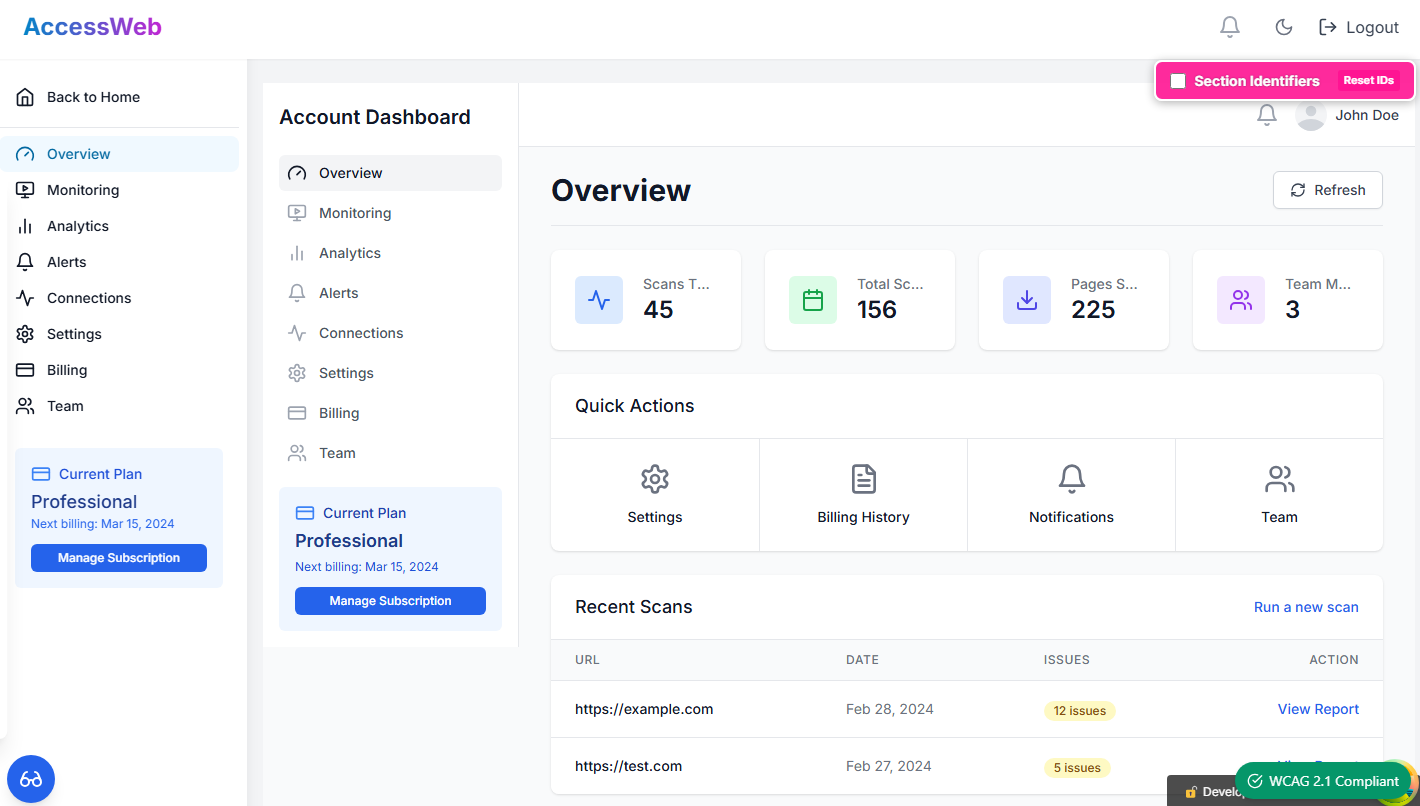 AccessWeb
Logout
Section Identifiers
Reset IDs
Back to Home
Overview
Monitoring
Analytics
Alerts
Connections
Settings
Billing
Team
Current Plan
Professional
Next billing: Mar 15, 2024
Manage Subscription
Account Dashboard
Overview
Monitoring
Analytics
Alerts
Connections
Settings
Billing
Team
Current Plan
Professional
Next billing: Mar 15, 2024
Manage Subscription
John Doe
Overview
Refresh
Scans T...
45
Total Sc...
156
Pages S...
225
Team M...
3
Quick Actions
Settings
Billing History
Notifications
Team
Recent Scans
Run a new scan
URL DATE ISSUES ACTION
https://example.com Feb 28, 2024 12 issues View Report
https://test.com Feb 27, 2024 5 issues
WCAG 2.1 Compliant